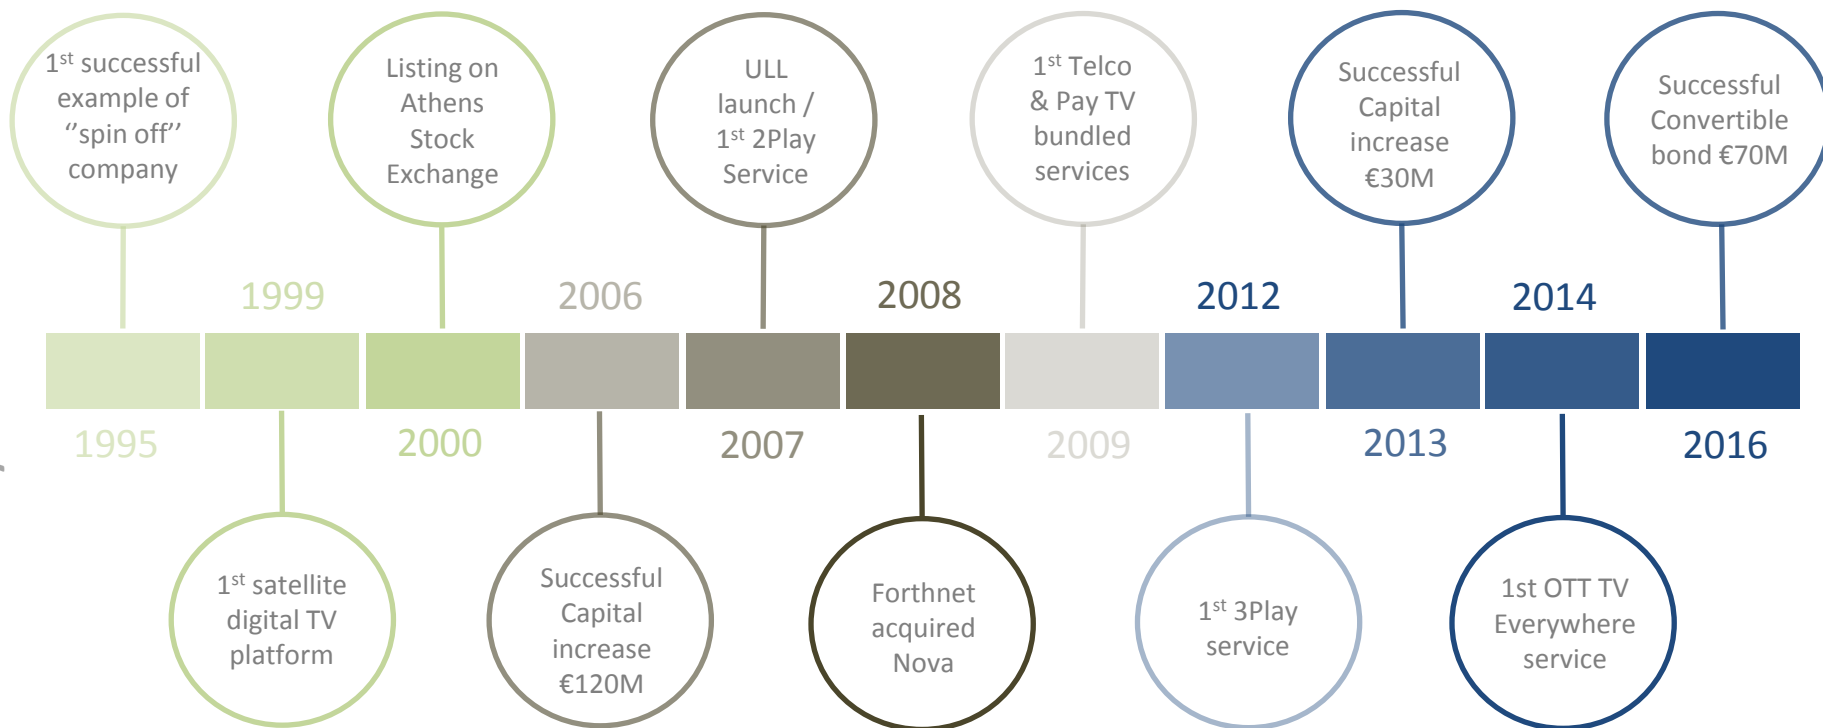 1st successful
example of
“spin off”
company
Listing on
Athens
Stock
Exchange
ULL
launch /
1st 2Play
Service
1st Telco
& Pay TV
bundled
services
Successful
Capital
increase
€30M
Successful
Convertible
bond €70M
1999
2006
2008
2012
2014
1995
2000
2007
2009
2013
2016
1st satellite
digital TV
platform
Successful
Capital
increase
€120M
Forthnet
acquired
Nova
1st 3Play
service
1st OTT TV
Everywhere
service